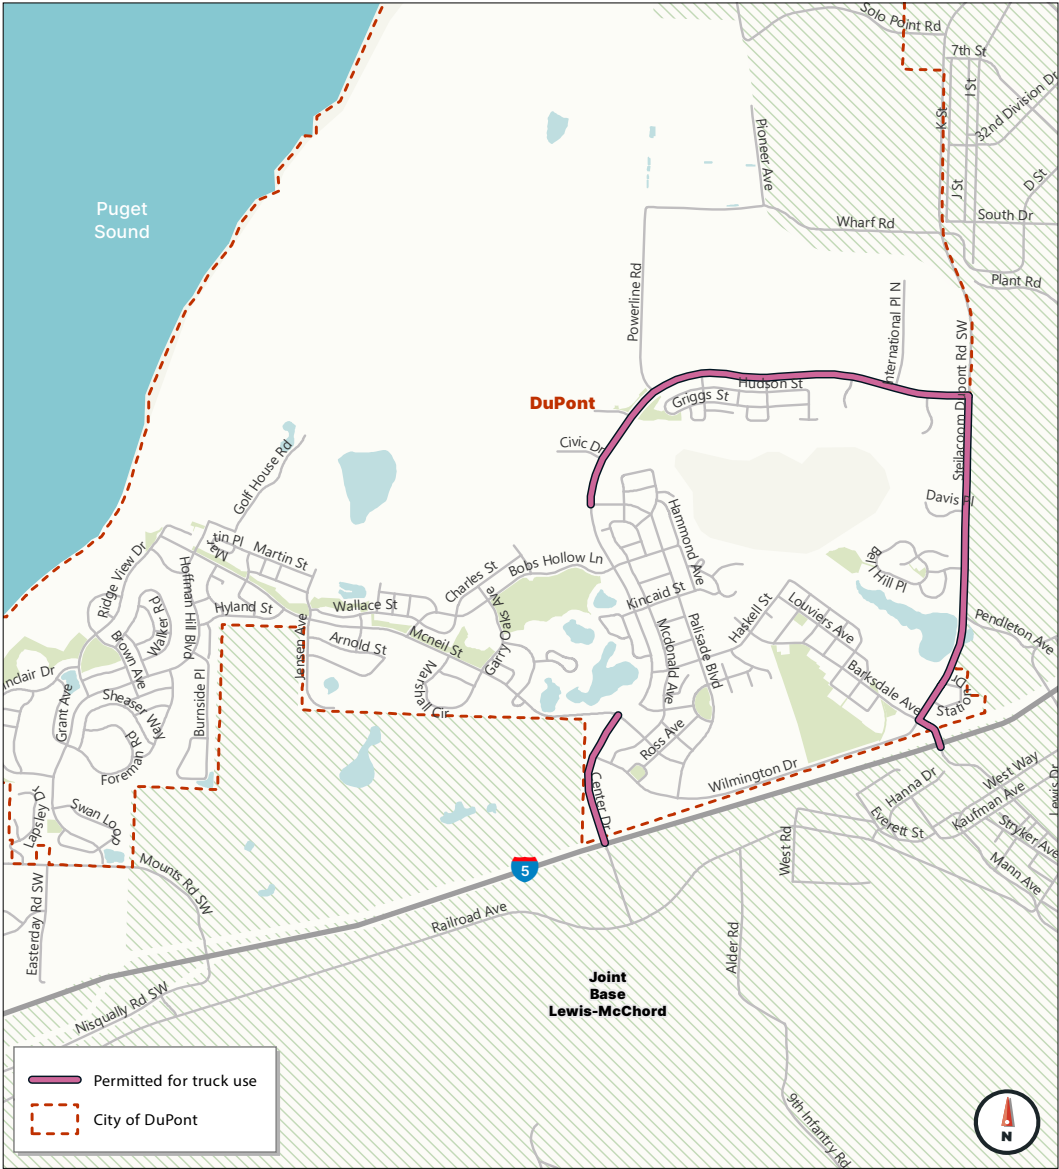 Solo Point Rd
7th St
I St
K St
32nd Division Dr
Pioneer Ave
J St
D St
South Dr
Puget
Sound
Wharf Rd
Plant Rd
Powerline Rd
International Pl N
Steilacoom Dupont Rd SW
Hudson St
Griggs St
DuPont
Civic Dr
Golf House Rd
Davis Pl
Hammond Ave
Martin Pl
Martin St
Bobs Hollow Ln
Charles St
Ridge View Dr
Hoffman Hill Blvd
Bell Hill Pl
Kincaid St
Hyland St
Wallace St
Garry Oaks Ave
Haskell St
Louviers Ave
Walker Rd
Brown Ave
Jensen Ave
Arnold St
Mcneil St
Mcdonald Ave
Palisade Blvd
Pendleton Ave
nclair Dr
Grant Ave
Sheaser Way
Burnside Pl
Marshall Cir
Barksdale Ave
Station Dr
Foreman Rd
Ross Ave
Wilmington Dr
Center Dr
Lapsley Dr
Swan Loop
Hanna Dr
West Way
Kaufman Ave
Lewis Dr
Everett St
Stryker Ave
Mann Ave
West Rd
5
Mounts Rd SW
Easterday Rd SW
Railroad Ave
Alder Rd
Joint
Base
Lewis-McChord
Nisqually Rd SW
9th Infantry Rd
Permitted for truck use
City of DuPont
N